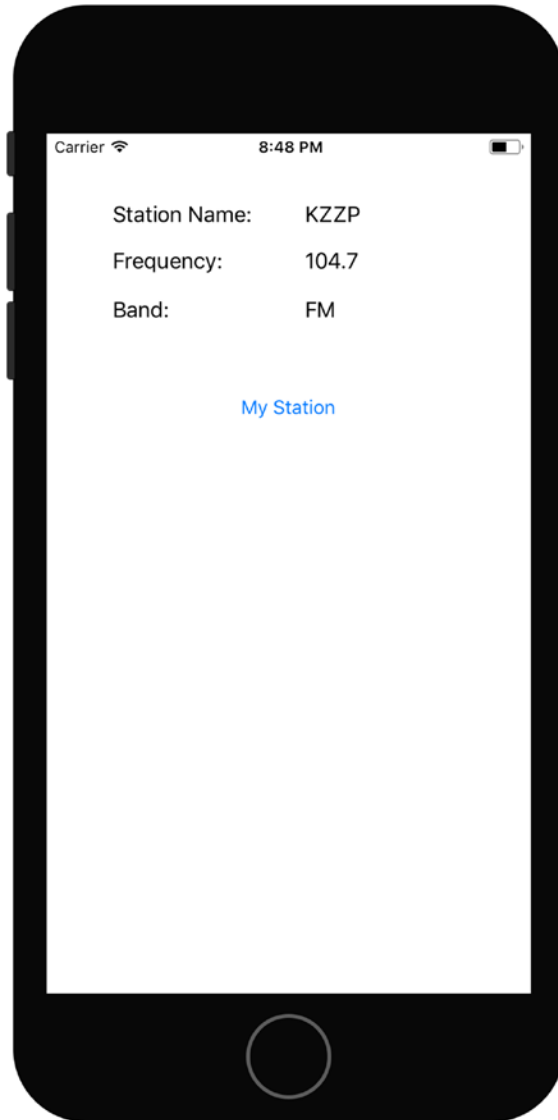 Carrier 8:48 PM
Station Name: KZZP
Frequency: 104.7
Band: FM
My Station